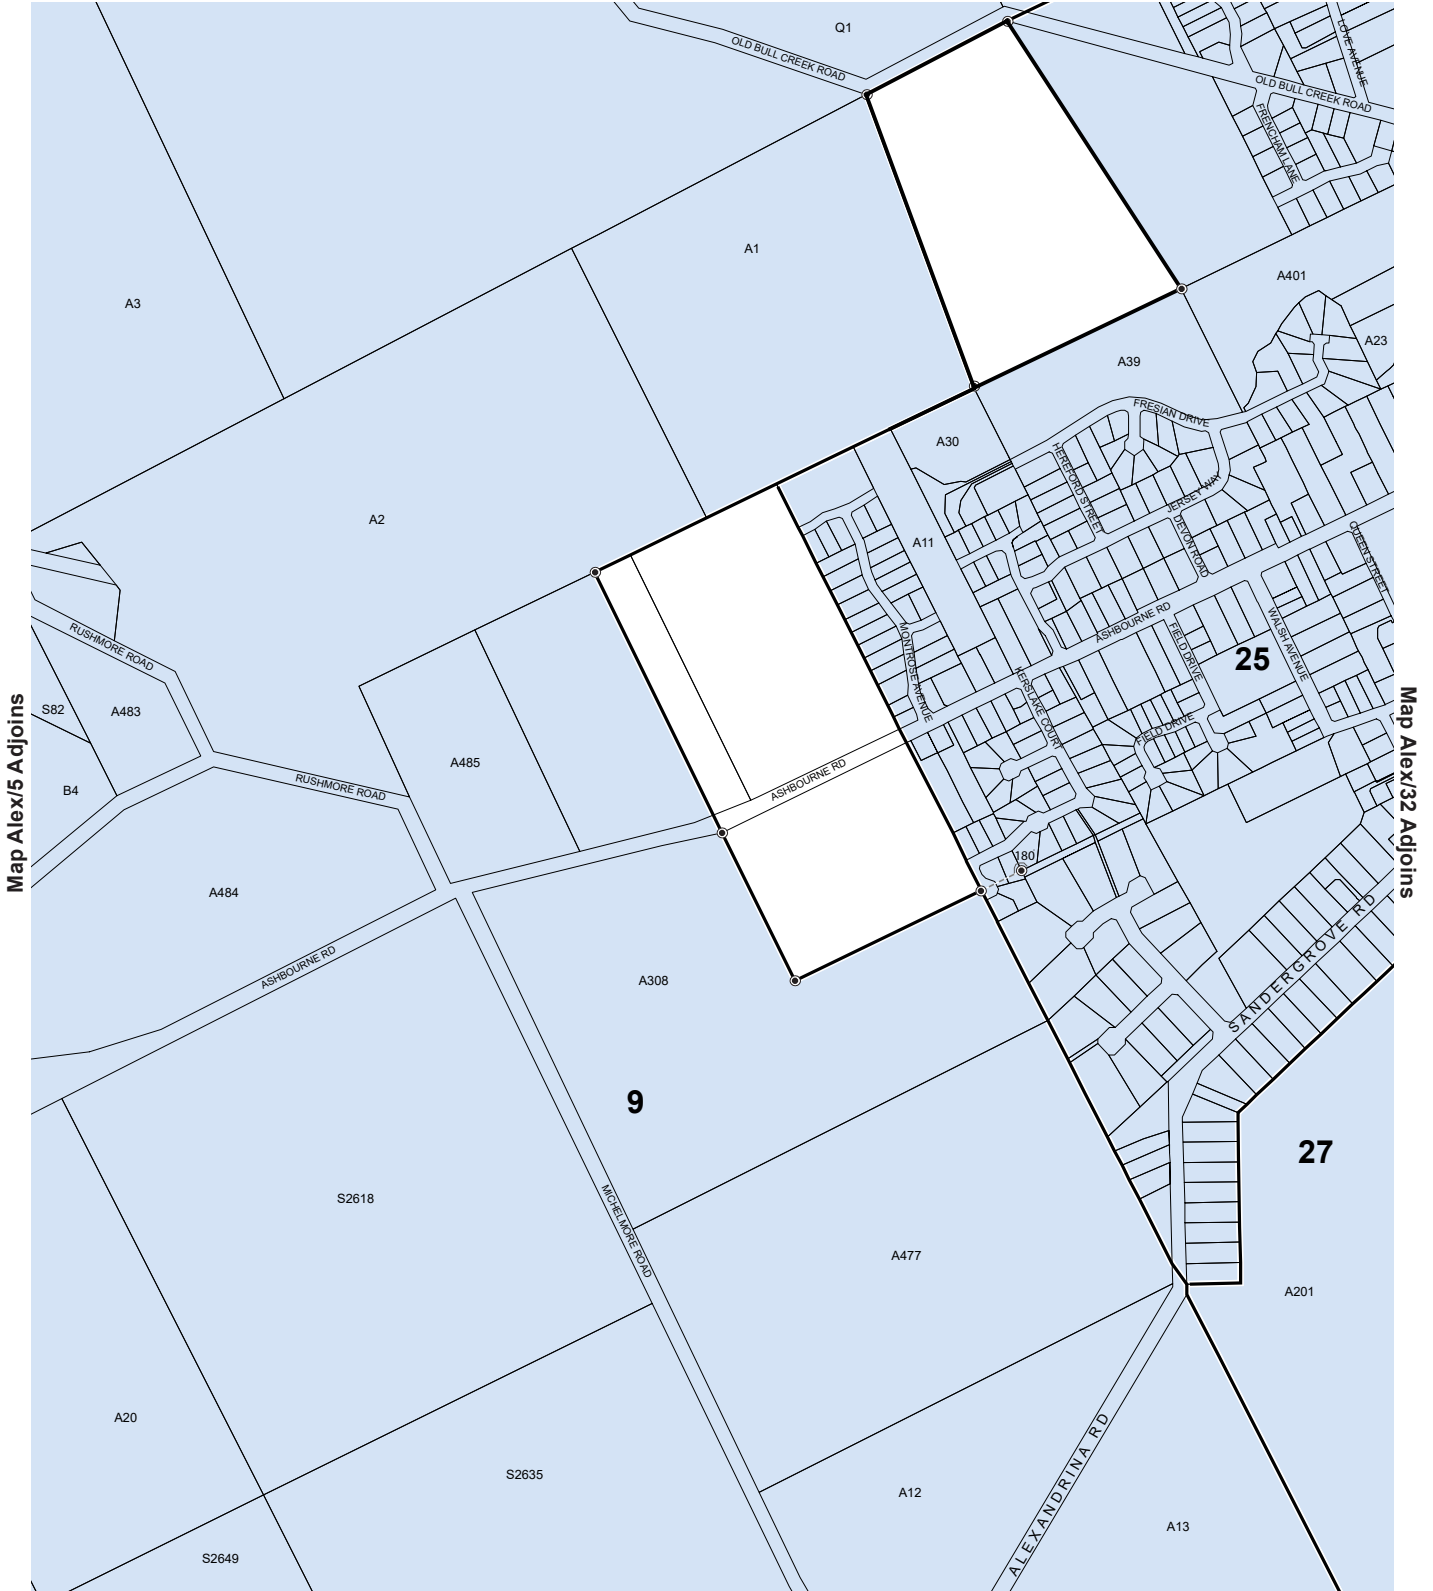 Q1
OLD BULL CREEK ROAD
LOVE AVENUE
OLD BULL CREEK ROAD
FRENCHAM LANE
A1
A401
A3
A23
A39
FRESIAN DRIVE
A30
HEREFORD STREET
JERSEY WAY
A2
DEVON ROAD
QUEEN STREET
A11
ASHBOURNE RD
WALSH AVENUE
MONTROSE AVENUE
FIELD DRIVE
25
RUSHMORE ROAD
KERSLAKE COURT
S82
A483
FIELD DRIVE
Map Alex/5 Adjoins
Map Alex/32 Adjoins
A485
ASHBOURNE RD
B4
RUSHMORE ROAD
180
A484
SANDERGROVE RD
ASHBOURNE RD
A308
9
27
S2618
MICHELMORE ROAD
A477
A201
A20
S2635
A12
ALEXANDRINA RD
A13
S2649